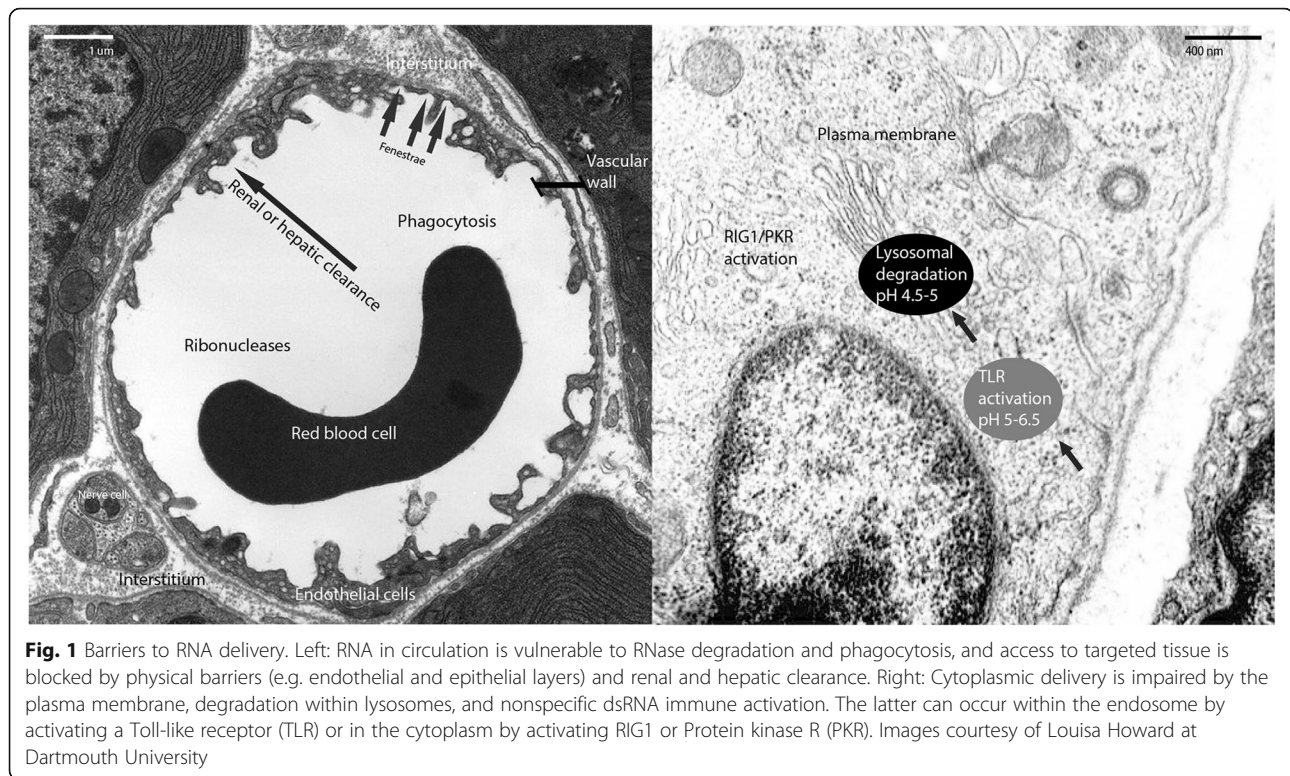 1 um
Interstitium
Fenestrae
Vascular
wall
Renal or hepatic clearance
Phagocytosis
Ribonucleases
Red blood cell
Nerve cell
Interstitium
Endothelial cells
400 nm
Plasma membrane
RIG1/PKR
activation
Lysosomal
degradation
pH 4.5-5
TLR
activation
pH 5-6.5
Fig. 1 Barriers to RNA delivery. Left: RNA in circulation is vulnerable to RNase degradation and phagocytosis, and access to targeted tissue is
blocked by physical barriers (e.g. endothelial and epithelial layers) and renal and hepatic clearance. Right: Cytoplasmic delivery is impaired by the
plasma membrane, degradation within lysosomes, and nonspecific dsRNA immune activation. The latter can occur within the endosome by
activating a Toll-like receptor (TLR) or in the cytoplasm by activating RIG1 or Protein kinase R (PKR). Images courtesy of Louisa Howard at
Dartmouth University